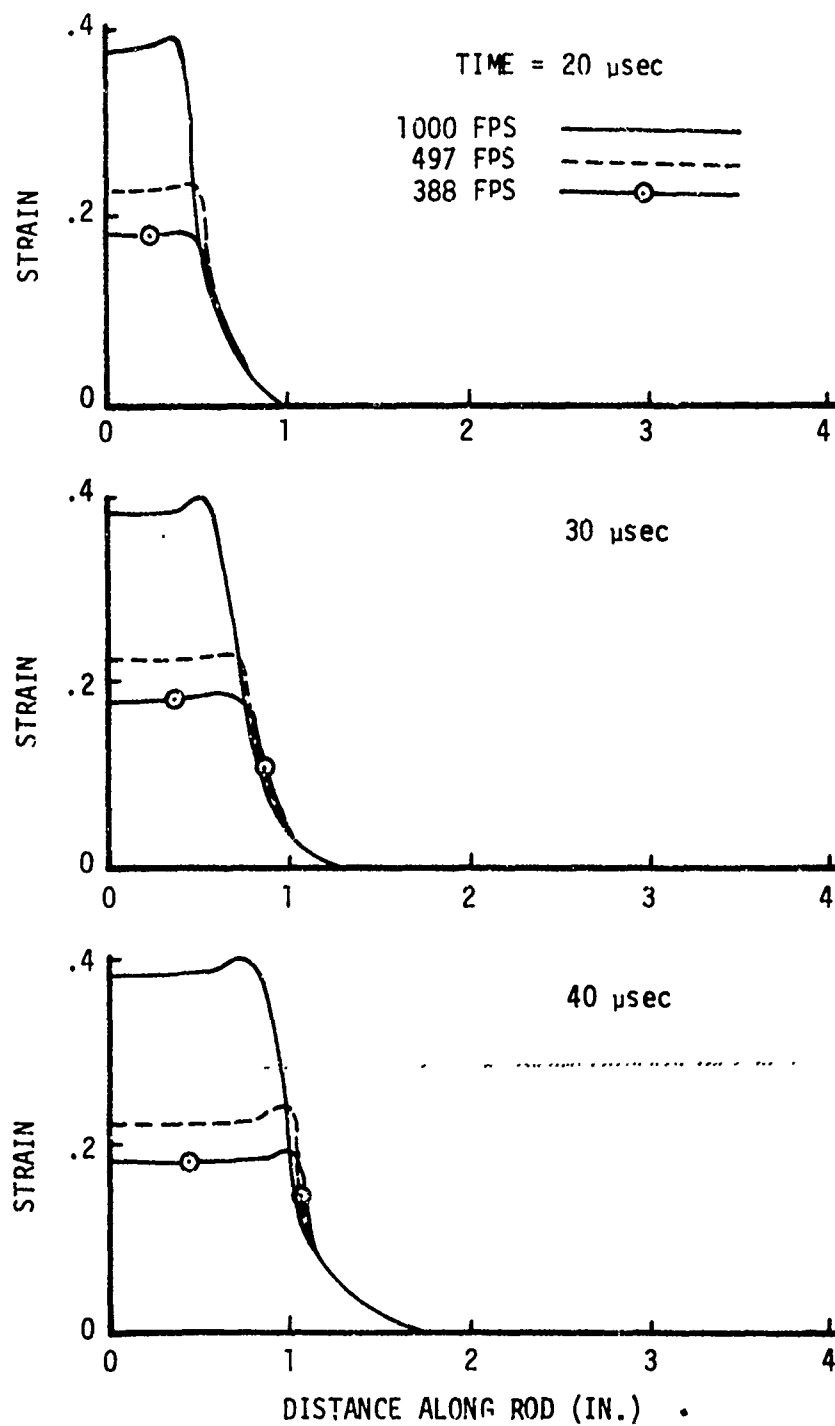 .4
TIME = 20 µsec
1000 FPS
497 FPS
388 FPS
.2
STRAIN
0
0 1 2 3 4
.4
30 µsec
.2
STRAIN
0
0 1 2 3 4
.4
40 µsec
.2
STRAIN
0
0 1 2 3 4
DISTANCE ALONG ROD (IN.)